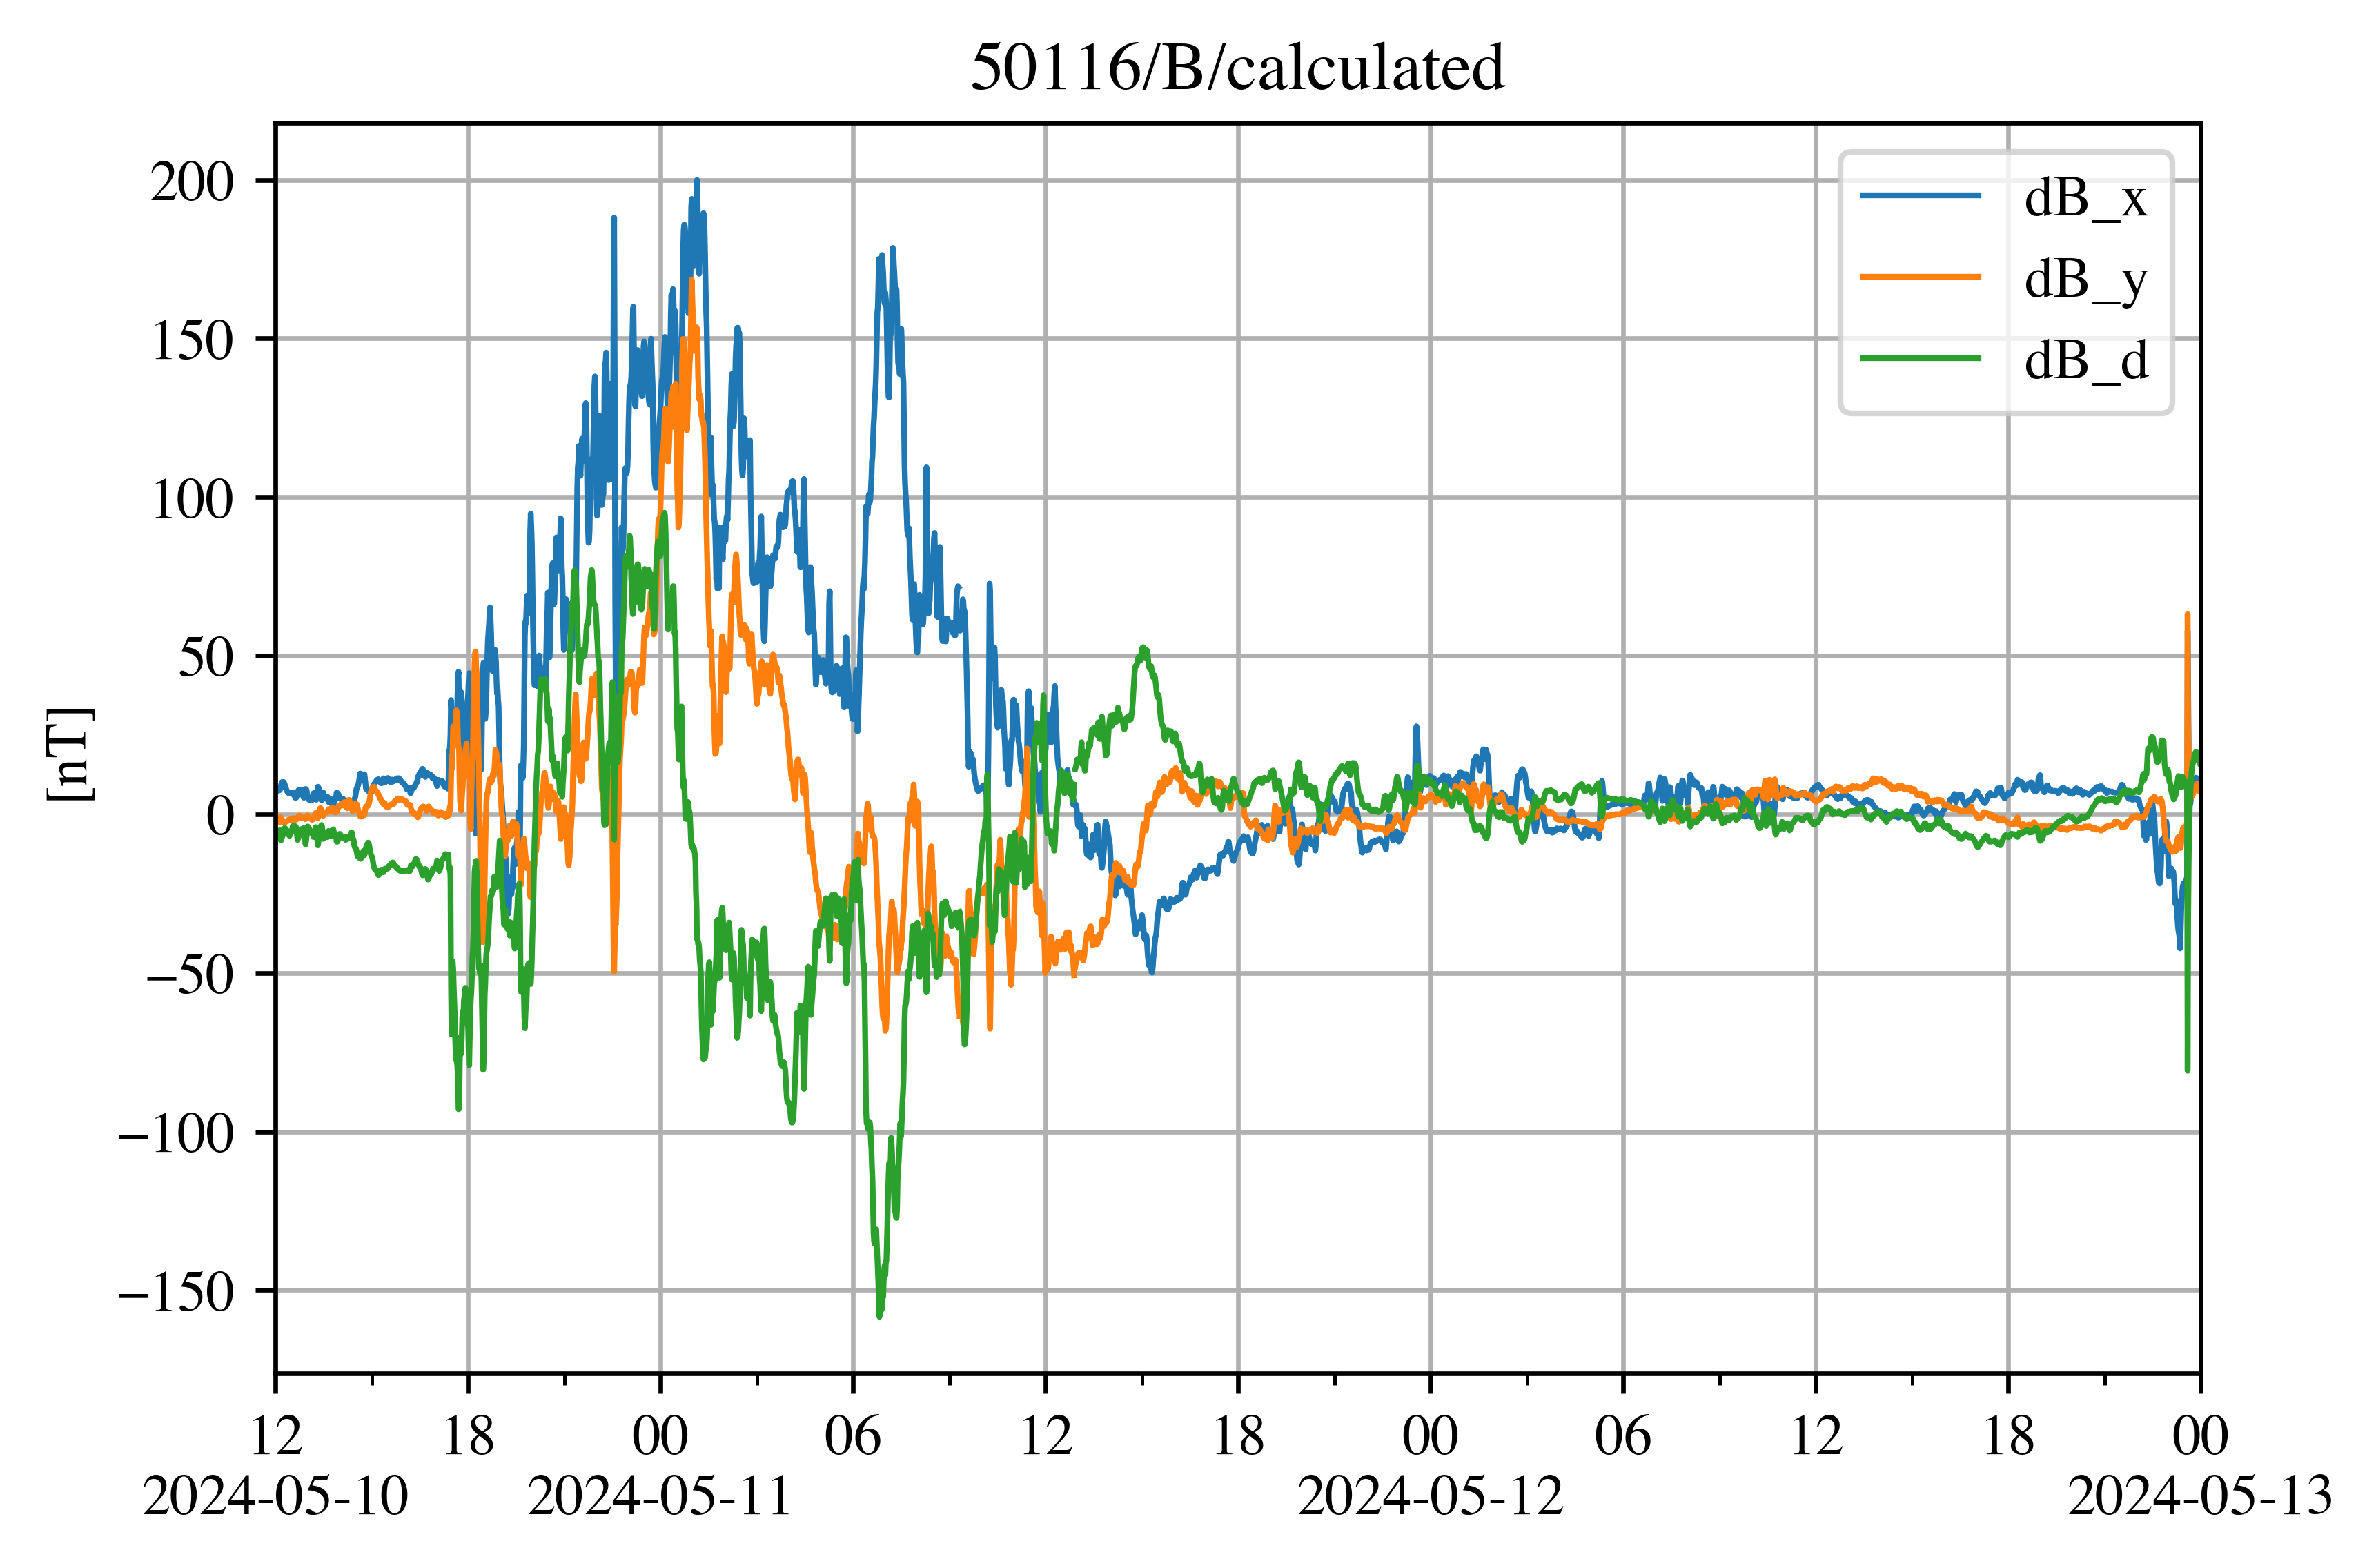 50116/B/calculated
dB_x
dB_y
dB_d
[nT]
200
150
100
50
0
−50
−100
−150
12 18 00 06 12 18 00 06 12 18 00
2024-05-10 2024-05-11 2024-05-12 2024-05-13